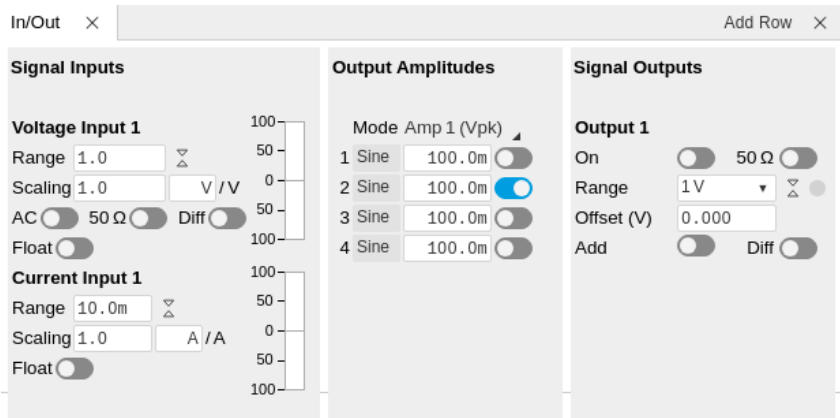 In/Out
Add Row
Signal Inputs
Voltage Input 1
Range 1.0
Scaling 1.0 V / V
AC 50 Ω Diff
Float
100
50
0
50
100
Current Input 1
Range 10.0m
Scaling 1.0 A / A
Float
100
50
0
50
100
Output Amplitudes
Mode Amp 1 (Vpk)
1 Sine 100.0m
2 Sine 100.0m
3 Sine 100.0m
4 Sine 100.0m
Signal Outputs
Output 1
On 50 Ω
Range 1 V
Offset (V) 0.000
Add Diff